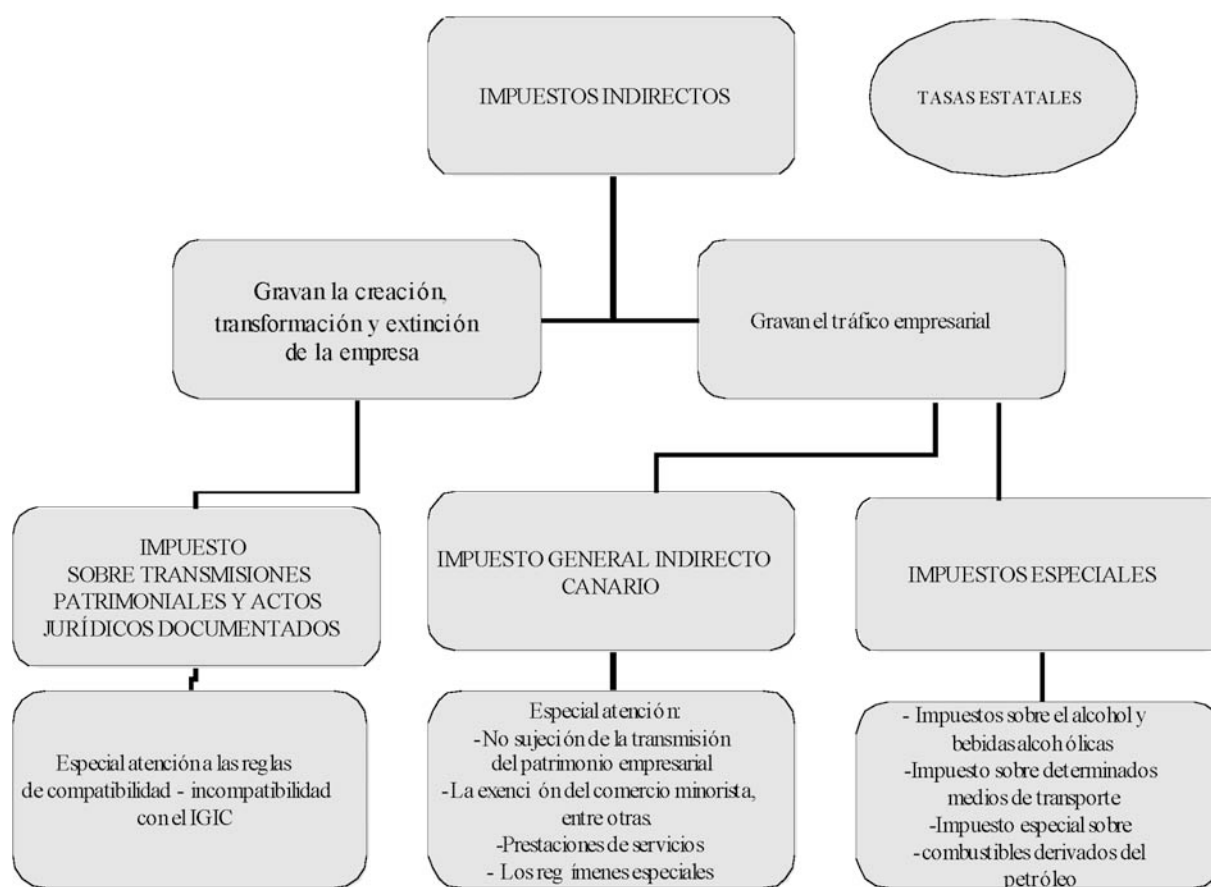 IMPUESTOS INDIRECTOS
TASAS ESTATALES
Gravan la creación,
transformación y extinción
de la empresa
Gravan el tráfico empresarial
IMPUESTO
SOBRE TRANSMISIONES
PATRIMONIALES Y ACTOS
JURÍDICOS DOCUMENTADOS
IMPUESTO GENERAL INDIRECTO
CANARIO
IMPUESTOS ESPECIALES
Especial atención a las reglas
de compatibilidad - incompatibilidad
con el IGIC
Especial atención:
-No sujeción de la transmisión
del patrimonio empresarial
-La exención del comercio minorista,
entre otras.
-Prestaciones de servicios
- Los regímenes especiales
- Impuestos sobre el alcohol y
bebidas alcohólicas
-Impuesto sobre determinados
medios de transporte
-Impuesto especial sobre
-combustibles derivados del
petróleo